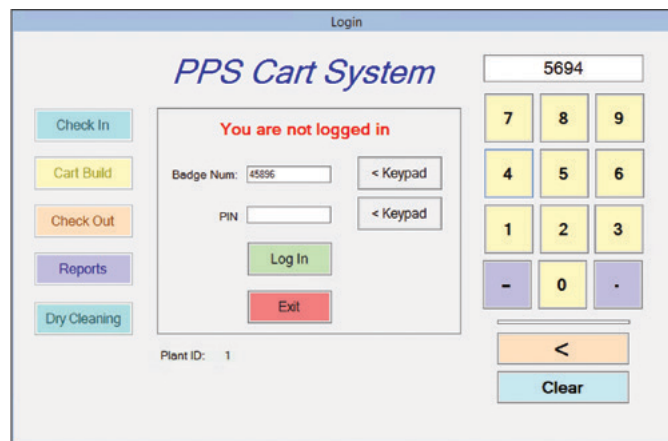 Login
PPS Cart System
5694
Check In
Cart Build
Check Out
Reports
Dry Cleaning
You are not logged in
Badge Num: 45896 < Keypad
PIN < Keypad
Log In
Exit
Plant ID: 1
7 8 9
4 5 6
1 2 3
- 0 .
<
Clear